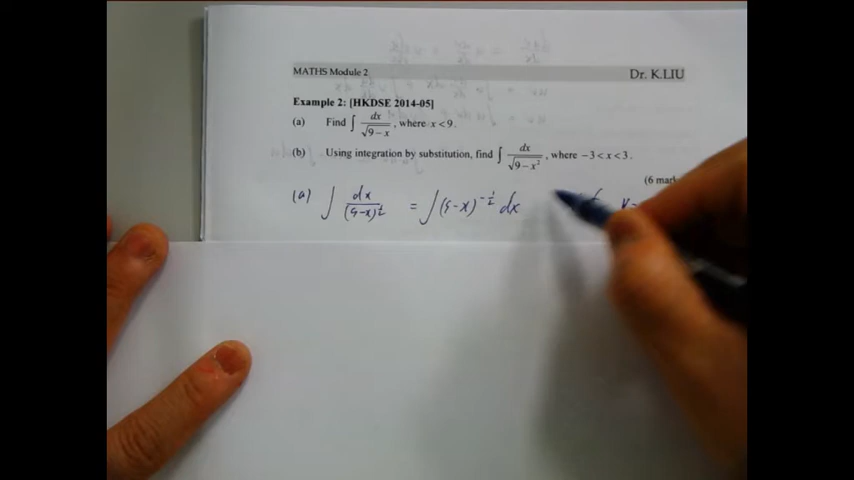 MATHS Module 2 Dr. K.LIU
Example 2: [HKDSE 2014-05]
(a) Find ∫ dx/√(9−x), where x < 9.
(b) Using integration by substitution, find ∫ dx/√(9−x²), where −3 < x < 3.
(6 mark
(a) ∫ dx/(9-x)^½ = ∫(9-x)^-½ dx